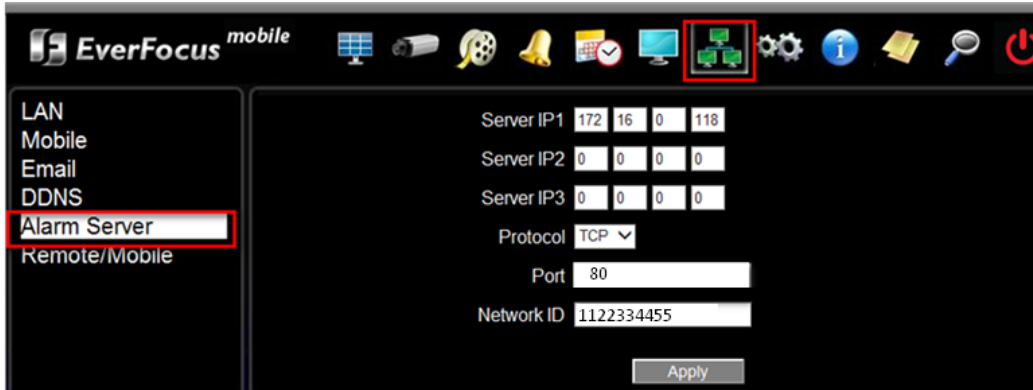 EverFocus mobile
LAN
Mobile
Email
DDNS
Alarm Server
Remote/Mobile
Server IP1 172 16 0 118
Server IP2 0 0 0 0
Server IP3 0 0 0 0
Protocol TCP
Port 80
Network ID 1122334455
Apply